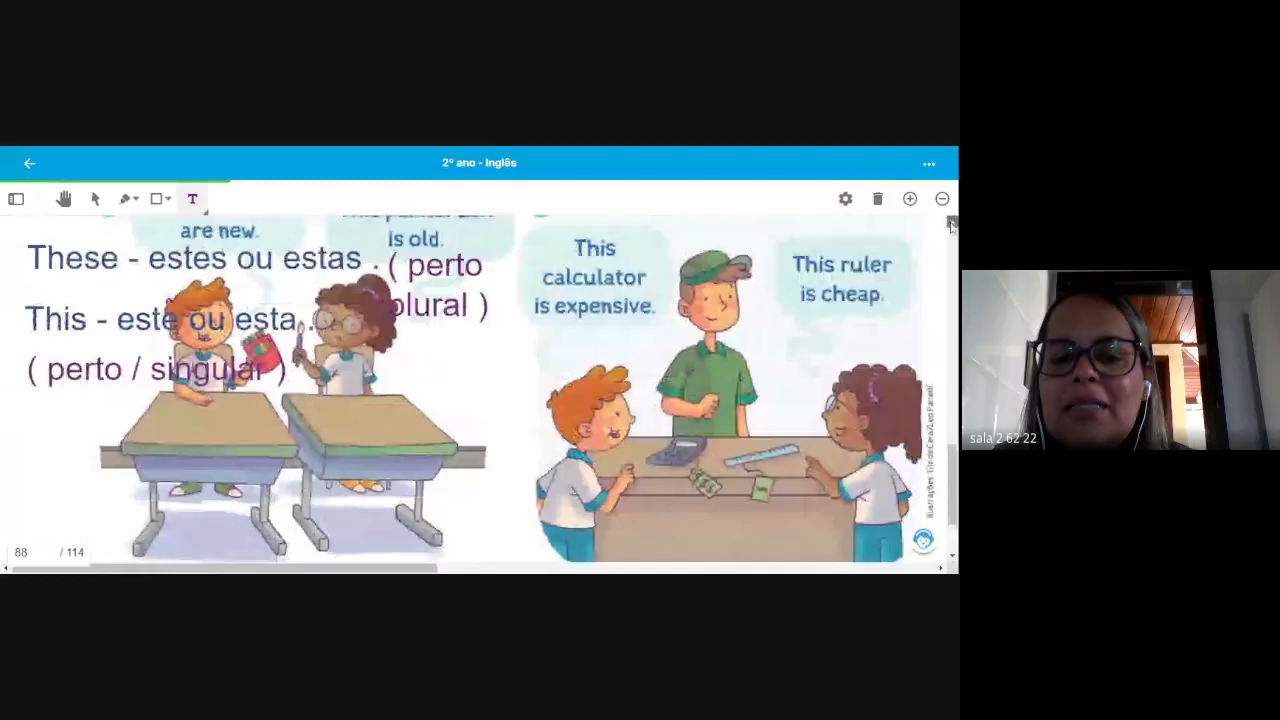 2º ano - Inglês
T
are new.
is old.
These - estes ou estas . ( perto
plural )
This - este ou esta .
( perto / singular )
This
calculator
is expensive.
This ruler
is cheap.
$$$
$
88 / 114
sala 2 62 22